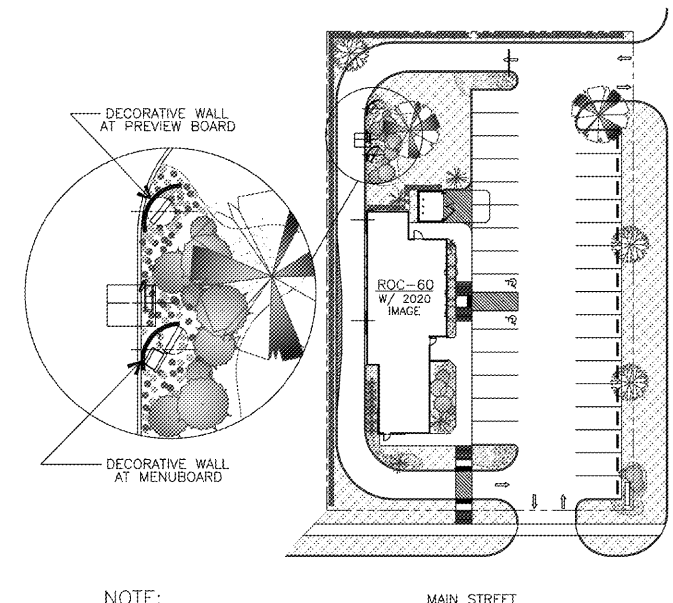 DECORATIVE WALL
AT PREVIEW BOARD
ROC-60
W/ 2020
IMAGE
DECORATIVE WALL
AT MENUBOARD
NOTE:
MAIN STREET